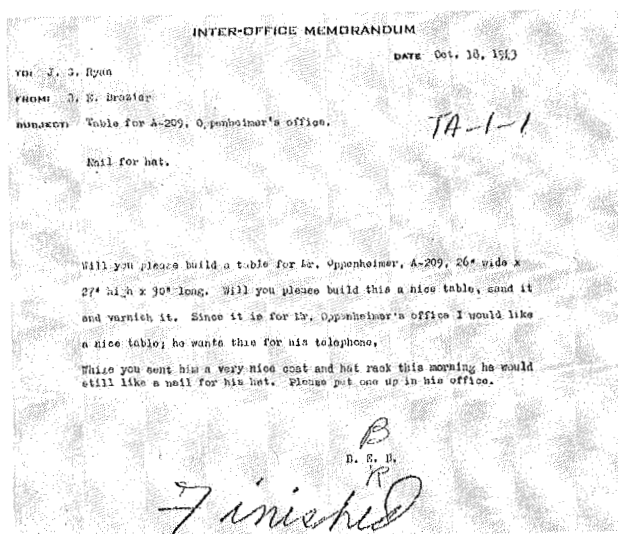 INTER-OFFICE MEMORANDUM
DATE Oct. 18, 1943
TO: J. G. Ryan
FROM: D. E. Brazier
SUBJECT: Table for A-209, Oppenheimer's office.
TA-1-1
Nail for hat.
Will you please build a table for Dr. Oppenheimer, A-209, 26" wide x
27" high x 30" long. Will you please build this a nice table, sand it
and varnish it. Since it is for Dr. Oppenheimer's office I would like
a nice table; he wants this for his telephone.
While you sent him a very nice coat and hat rack this morning he would
still like a nail for his hat. Please put one up in his office.
B
D. E. B.
R
Finished